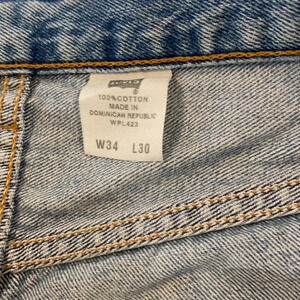 100% COTTON
MADE IN
DOMINICAN REPUBLIC
WPL423
W34 L30